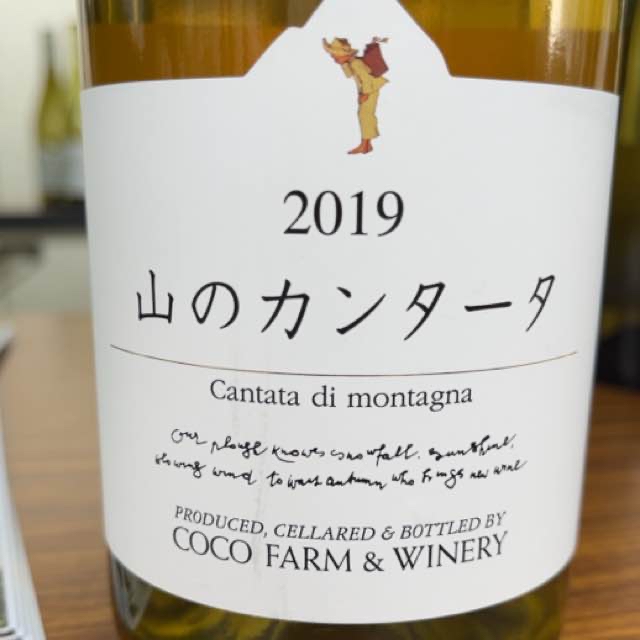 2019
山のカンタータ
Cantata di montagna
our plouge knows snowfall, sunshine,
blowing wind to wait autumn who brings new wine
PRODUCED, CELLARED & BOTTLED BY
COCO FARM & WINERY